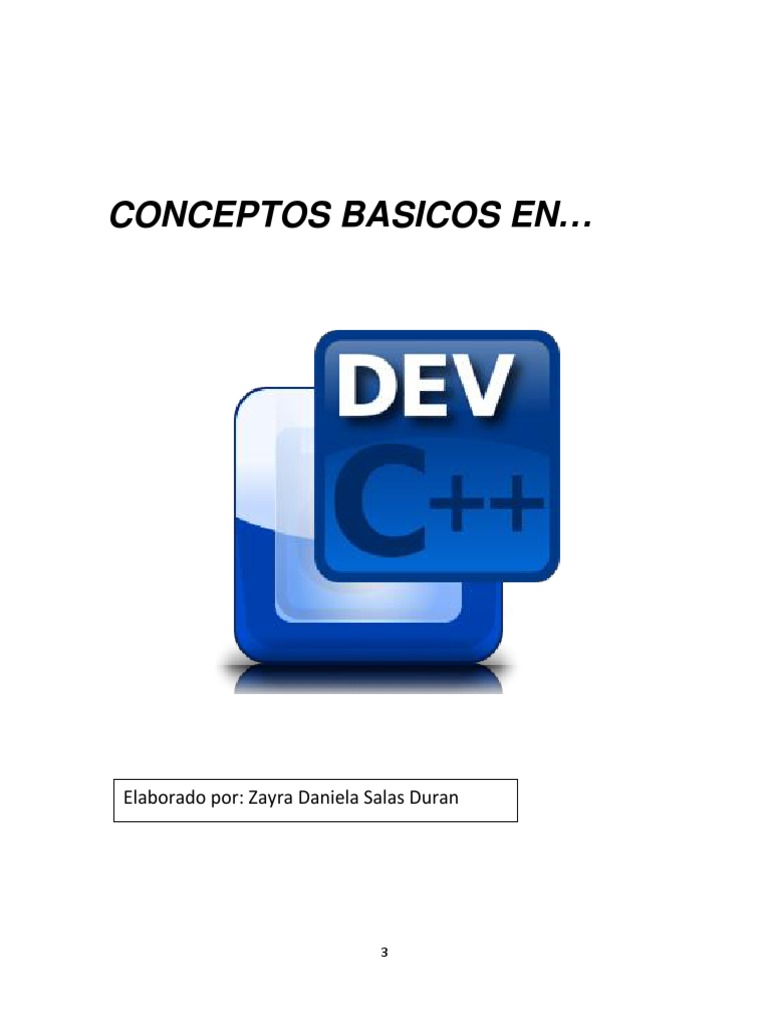 CONCEPTOS BASICOS EN…
DEV
C++
Elaborado por: Zayra Daniela Salas Duran
3